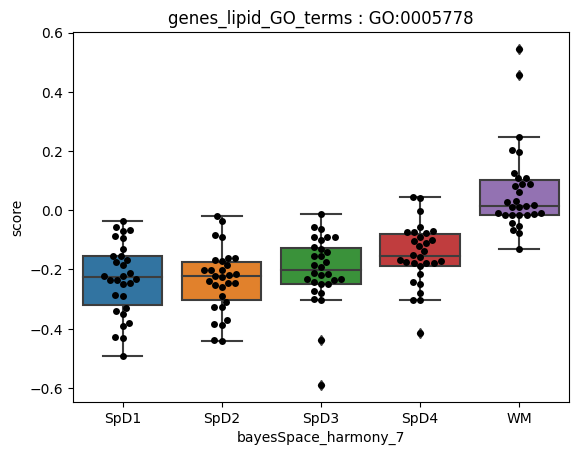 genes_lipid_GO_terms : GO:0005778
0.6
0.4
0.2
0.0
−0.2
−0.4
−0.6
score
SpD1 SpD2 SpD3 SpD4 WM
bayesSpace_harmony_7